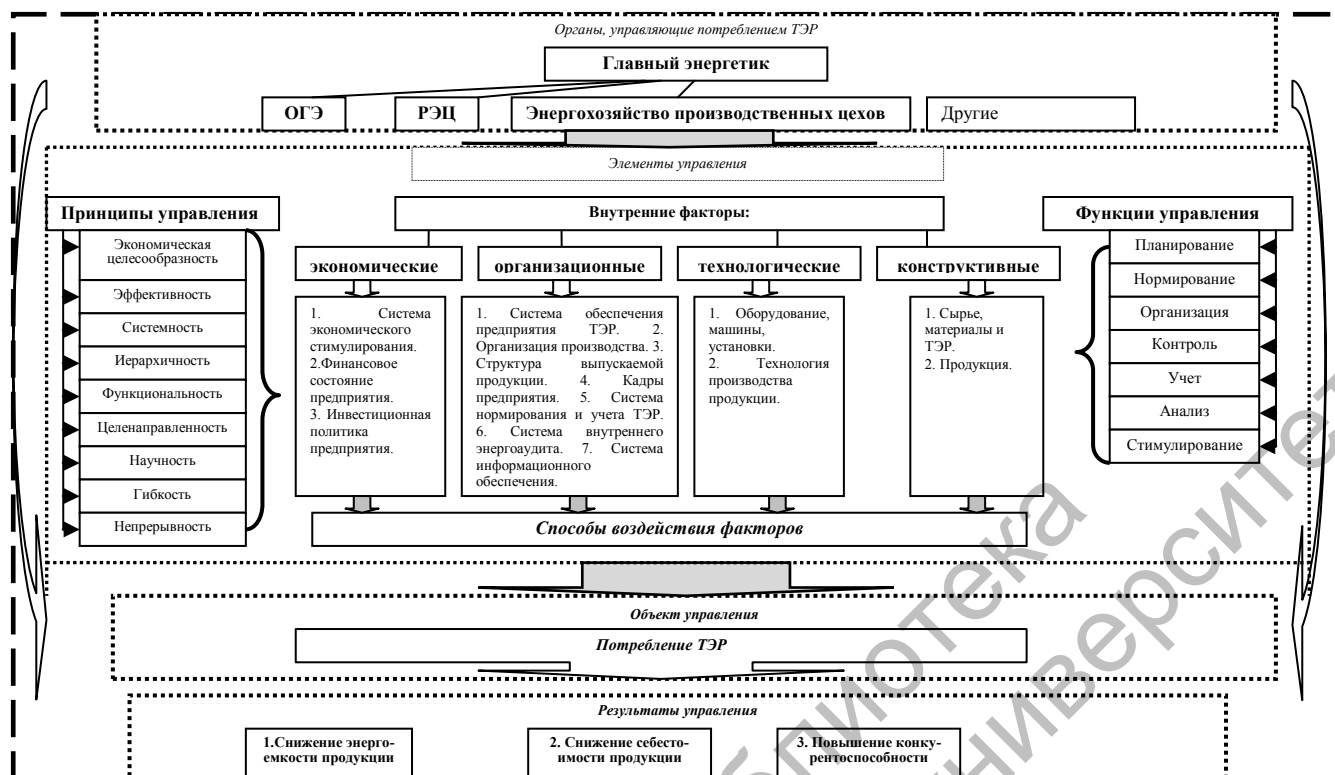 Органы, управляющие потреблением ТЭР
Главный энергетик
ОГЭ
РЭЦ
Энергохозяйство производственных цехов
Другие
Элементы управления
Принципы управления
Экономическая
целесообразность
Эффективность
Системность
Иерархичность
Функциональность
Целенаправленность
Научность
Гибкость
Непрерывность
Внутренние факторы:
экономические
организационные
технологические
конструктивные
1. Система
экономического
стимулирования.
2.Финансовое
состояние
предприятия.
3. Инвестиционная
политика
предприятия.
1. Система обеспечения
предприятия ТЭР. 2.
Организация производства. 3.
Структура выпускаемой
продукции. 4. Кадры
предприятия. 5. Система
нормирования и учета ТЭР.
6. Система внутреннего
энергоаудита. 7. Система
информационного
обеспечения.
1. Оборудование,
машины,
установки.
2. Технология
производства
продукции.
1. Сырье,
материалы и
ТЭР.
2. Продукция.
Функции управления
Планирование
Нормирование
Организация
Контроль
Учет
Анализ
Стимулирование
Способы воздействия факторов
Объект управления
Потребление ТЭР
Результаты управления
1.Снижение энерго-
емкости продукции
2. Снижение себесто-
имости продукции
3. Повышение конку-
рентоспособности